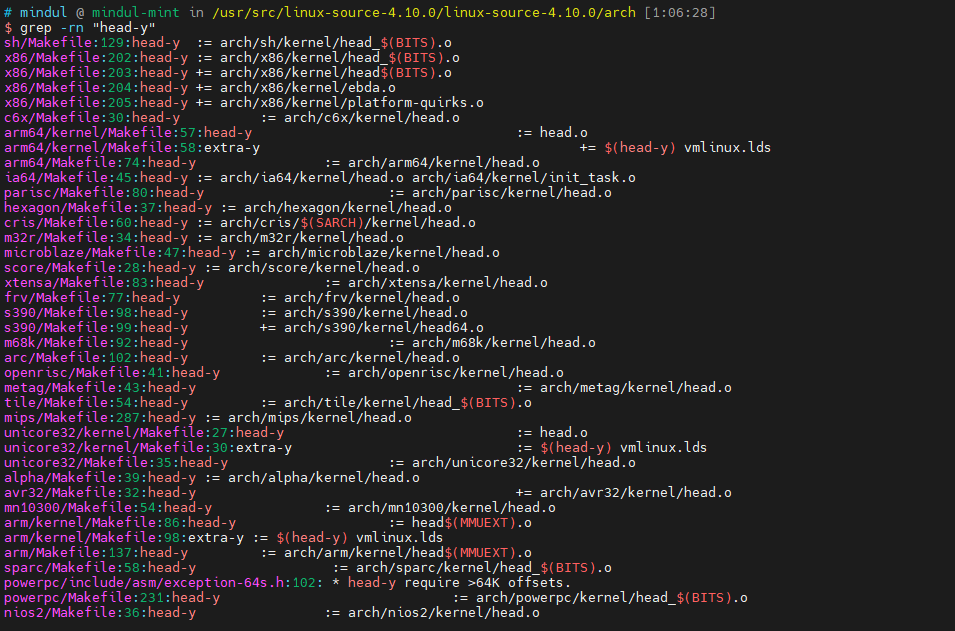 # mindul @ mindul-mint in /usr/src/linux-source-4.10.0/linux-source-4.10.0/arch [1:06:28]
$ grep -rn "head-y"
sh/Makefile:129:head-y  := arch/sh/kernel/head_$(BITS).o
x86/Makefile:202:head-y := arch/x86/kernel/head_$(BITS).o
x86/Makefile:203:head-y += arch/x86/kernel/head$(BITS).o
x86/Makefile:204:head-y += arch/x86/kernel/ebda.o
x86/Makefile:205:head-y += arch/x86/kernel/platform-quirks.o
c6x/Makefile:30:head-y          := arch/c6x/kernel/head.o
arm64/kernel/Makefile:57:head-y                                 := head.o
arm64/kernel/Makefile:58:extra-y                                        += $(head-y) vmlinux.lds
arm64/Makefile:74:head-y                := arch/arm64/kernel/head.o
ia64/Makefile:45:head-y := arch/ia64/kernel/head.o arch/ia64/kernel/init_task.o
parisc/Makefile:80:head-y                       := arch/parisc/kernel/head.o
hexagon/Makefile:37:head-y := arch/hexagon/kernel/head.o
cris/Makefile:60:head-y := arch/cris/$(SARCH)/kernel/head.o
m32r/Makefile:34:head-y := arch/m32r/kernel/head.o
microblaze/Makefile:47:head-y := arch/microblaze/kernel/head.o
score/Makefile:28:head-y := arch/score/kernel/head.o
xtensa/Makefile:83:head-y               := arch/xtensa/kernel/head.o
frv/Makefile:77:head-y          := arch/frv/kernel/head.o
s390/Makefile:98:head-y         := arch/s390/kernel/head.o
s390/Makefile:99:head-y         += arch/s390/kernel/head64.o
m68k/Makefile:92:head-y                         := arch/m68k/kernel/head.o
arc/Makefile:102:head-y         := arch/arc/kernel/head.o
openrisc/Makefile:41:head-y             := arch/openrisc/kernel/head.o
metag/Makefile:43:head-y                                        := arch/metag/kernel/head.o
tile/Makefile:54:head-y         := arch/tile/kernel/head_$(BITS).o
mips/Makefile:287:head-y := arch/mips/kernel/head.o
unicore32/kernel/Makefile:27:head-y                             := head.o
unicore32/kernel/Makefile:30:extra-y                            := $(head-y) vmlinux.lds
unicore32/Makefile:35:head-y                    := arch/unicore32/kernel/head.o
alpha/Makefile:39:head-y := arch/alpha/kernel/head.o
avr32/Makefile:32:head-y                                        += arch/avr32/kernel/head.o
mn10300/Makefile:54:head-y              := arch/mn10300/kernel/head.o
arm/kernel/Makefile:86:head-y                   := head$(MMUEXT).o
arm/kernel/Makefile:98:extra-y := $(head-y) vmlinux.lds
arm/Makefile:137:head-y         := arch/arm/kernel/head$(MMUEXT).o
sparc/Makefile:58:head-y                 := arch/sparc/kernel/head_$(BITS).o
powerpc/include/asm/exception-64s.h:102: * head-y require >64K offsets.
powerpc/Makefile:231:head-y                             := arch/powerpc/kernel/head_$(BITS).o
nios2/Makefile:36:head-y                := arch/nios2/kernel/head.o